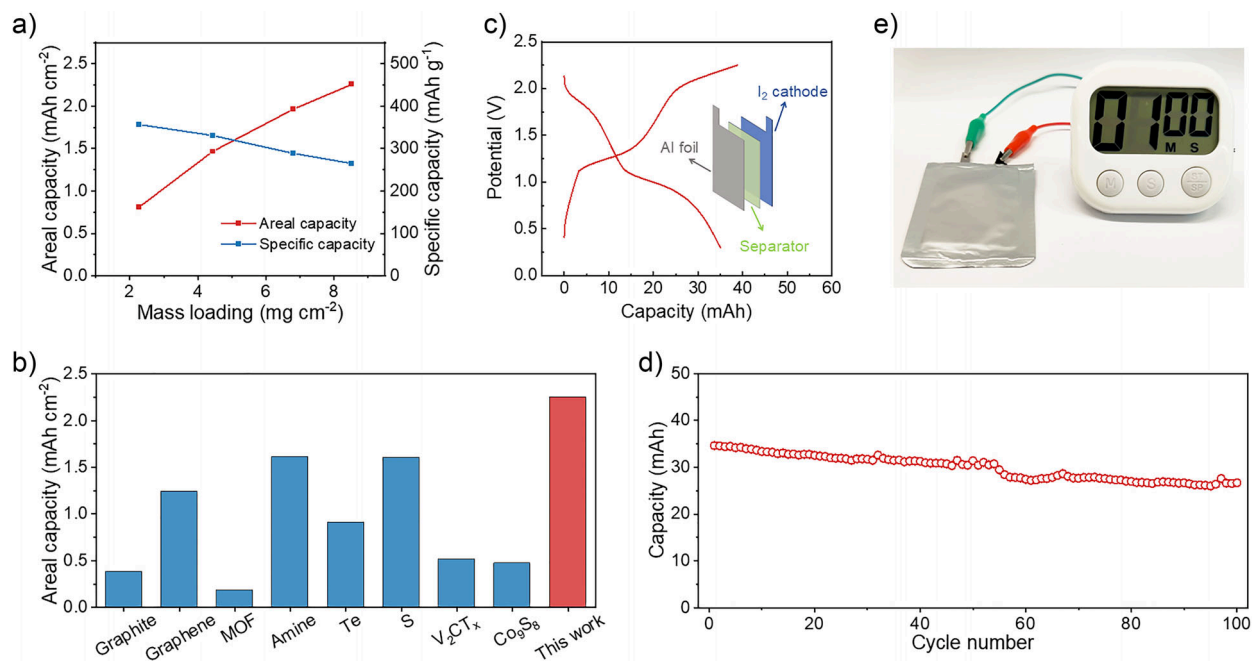 a)
Areal capacity (mAh cm⁻²)
2.5
2.0
1.5
1.0
0.5
0.0
500
400
300
200
100
0
Specific capacity (mAh g⁻¹)
Areal capacity
Specific capacity
2
4
6
8
Mass loading (mg cm⁻²)
c)
Potential (V)
2.5
2.0
1.5
1.0
0.5
0.0
I₂ cathode
Al foil
Separator
0
10
20
30
40
50
60
Capacity (mAh)
e)
01 00
M S
M
S
b)
Areal capacity (mAh cm⁻²)
2.5
2.0
1.5
1.0
0.5
0.0
Graphite
Graphene
MOF
Amine
Te
S
V₂CTₓ
Co₉S₈
This work
d)
Capacity (mAh)
50
40
30
20
10
0
0
20
40
60
80
100
Cycle number